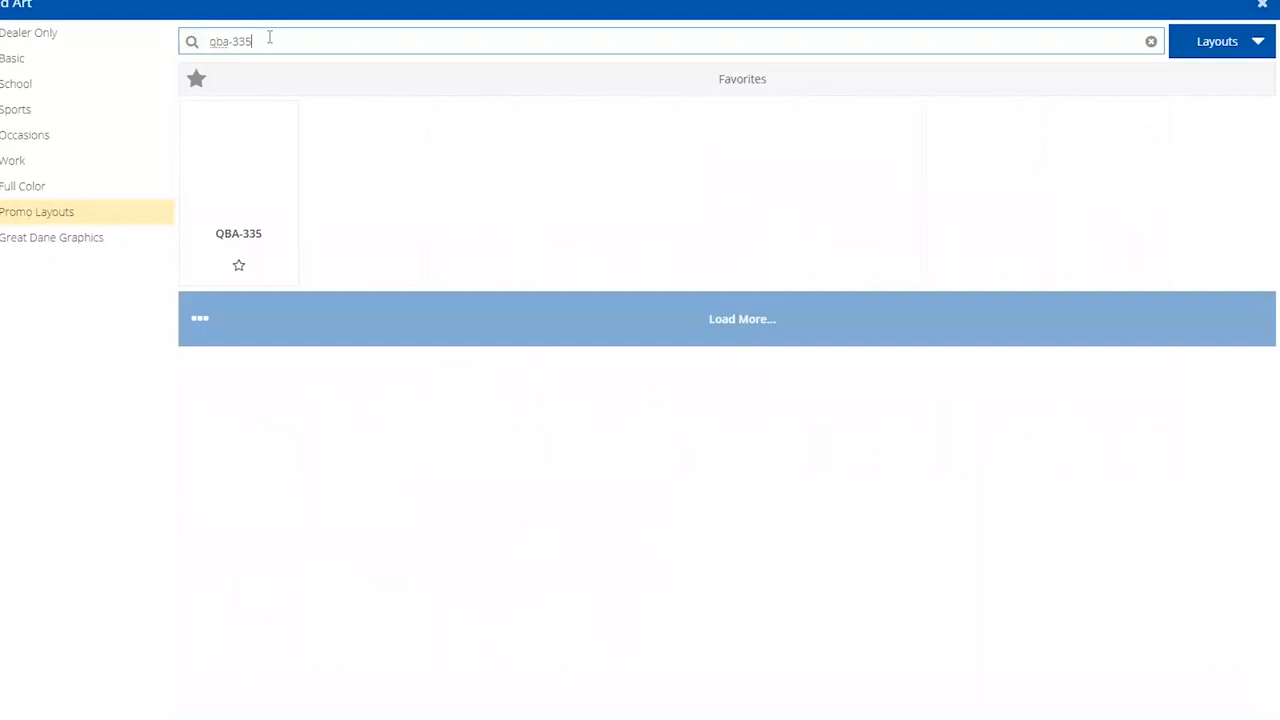 d Art
qba-335
Layouts
Dealer Only
Basic
School
Sports
Occasions
Work
Full Color
Promo Layouts
Great Dane Graphics
Favorites
QBA-335
Load More...